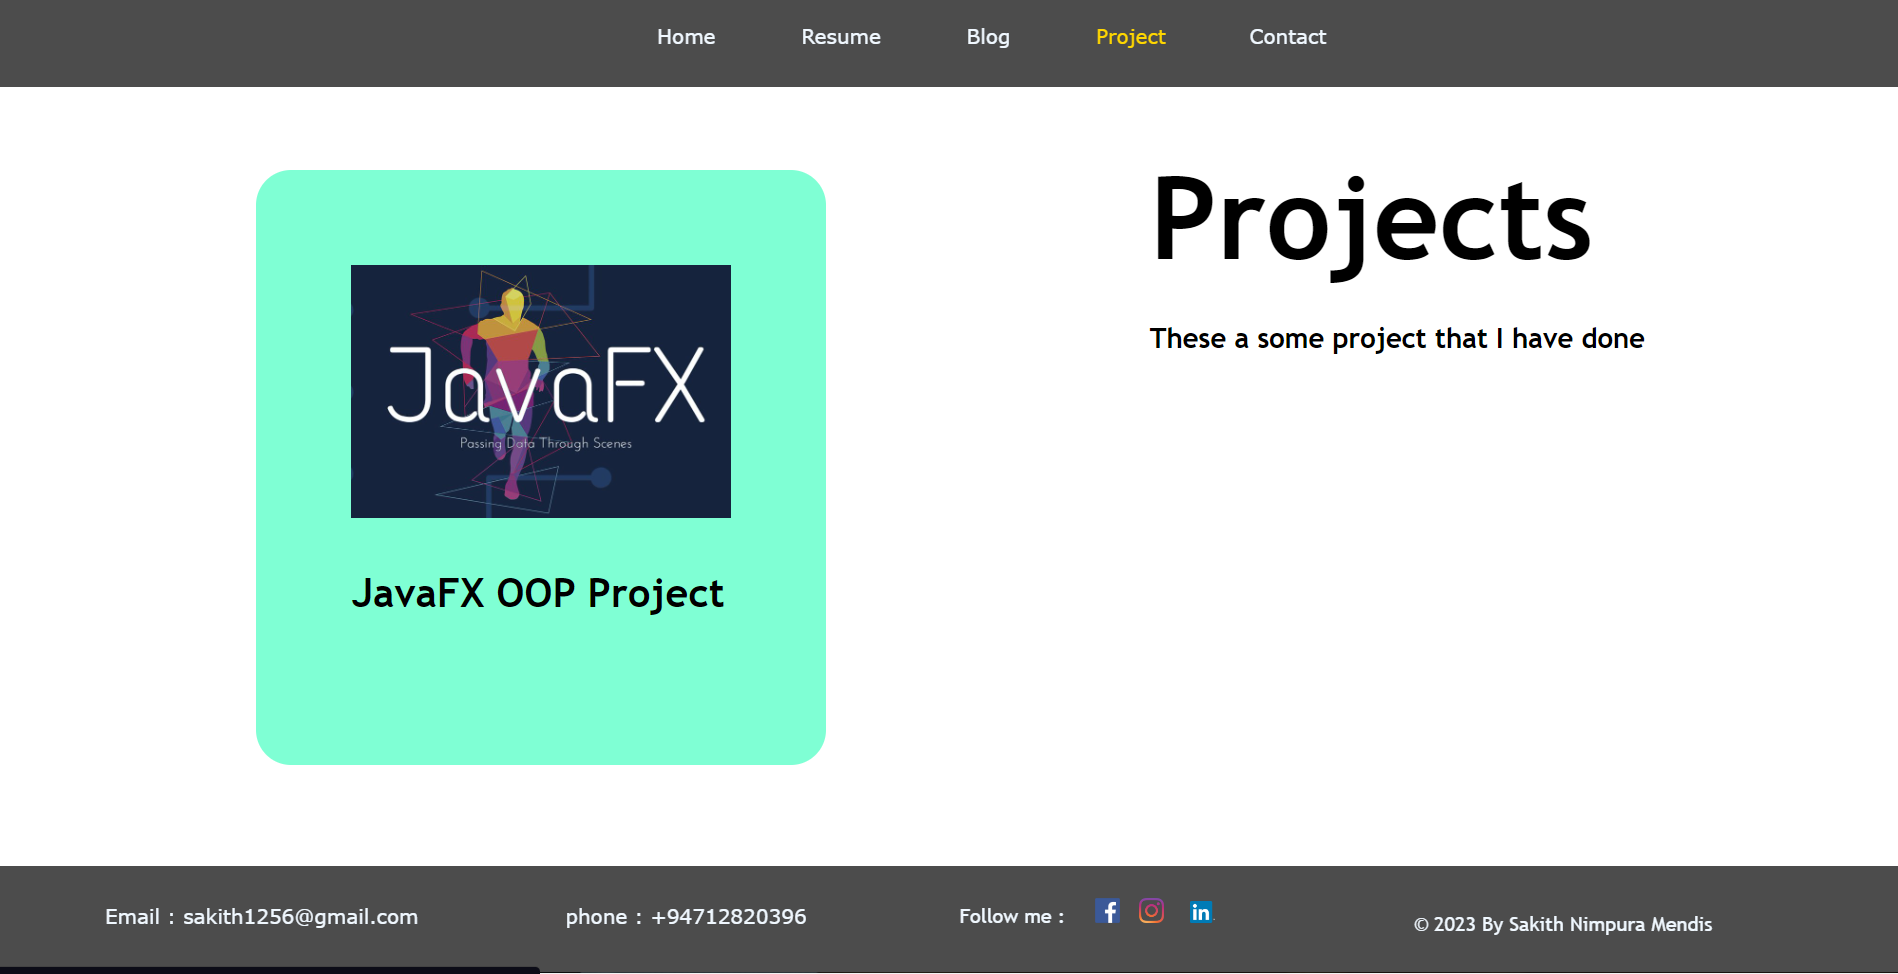 Home Resume Blog Project Contact
JavaFX
Passing Data Through Scenes
JavaFX OOP Project
Projects
These a some project that I have done
Email : sakith1256@gmail.com phone : +94712820396 Follow me : f in © 2023 By Sakith Nimpura Mendis